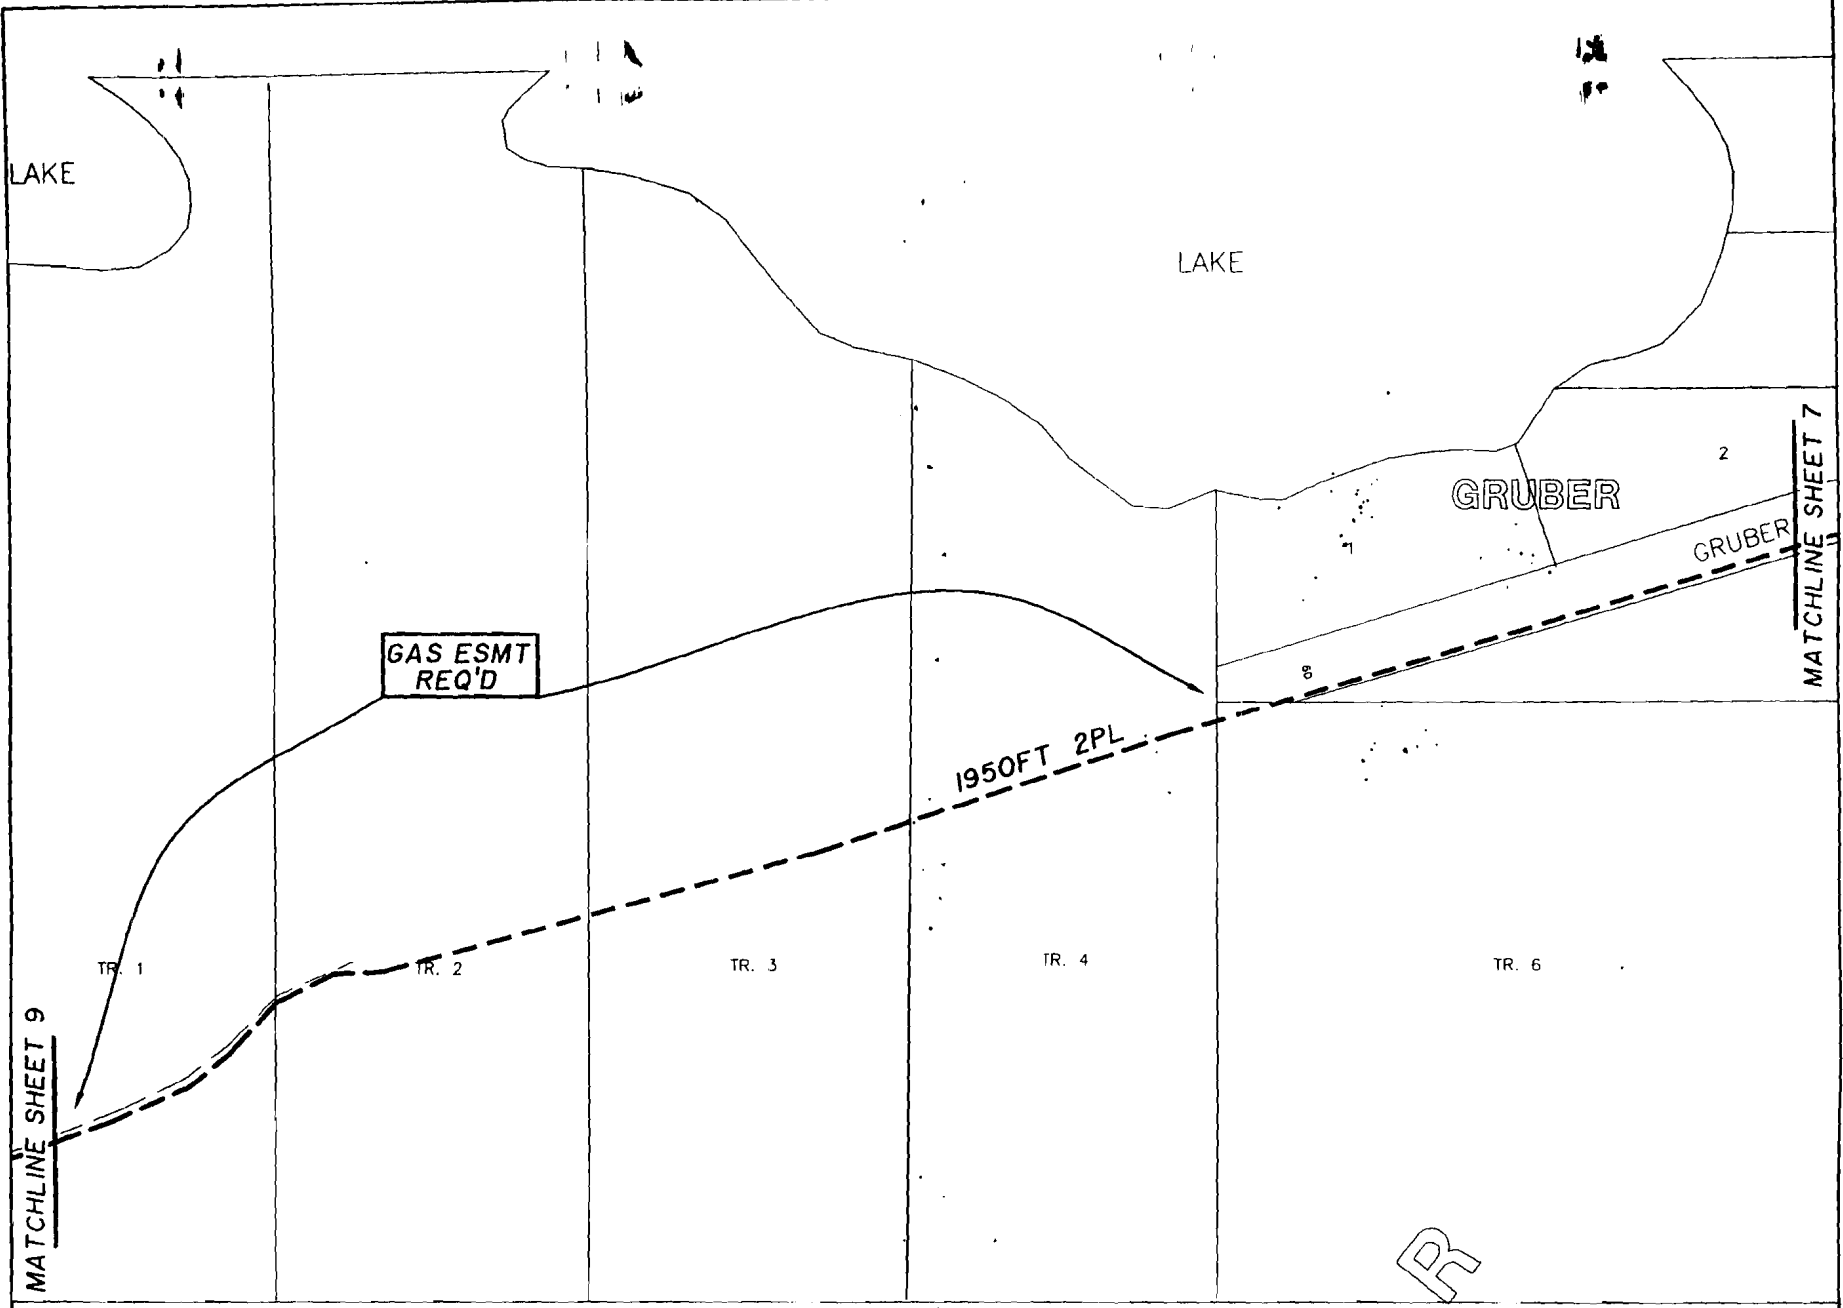 LAKE
LAKE
2
GRUBER
1
GRUBER
MATCHLINE SHEET 7
GAS ESMT
REQ'D
60
1950FT 2PL
TR. 1
TR. 2
TR. 3
TR. 4
TR. 6
MATCHLINE SHEET 9
R